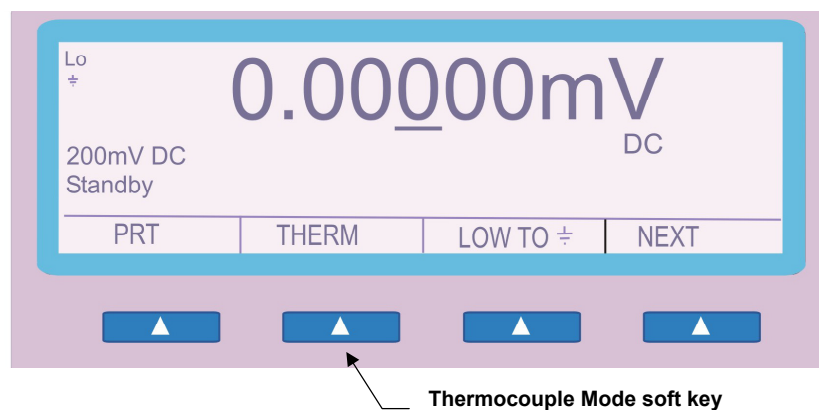 Lo
⏚
0.00000mV
DC
200mV DC
Standby
PRT THERM LOW TO ⏚ NEXT
Thermocouple Mode soft key